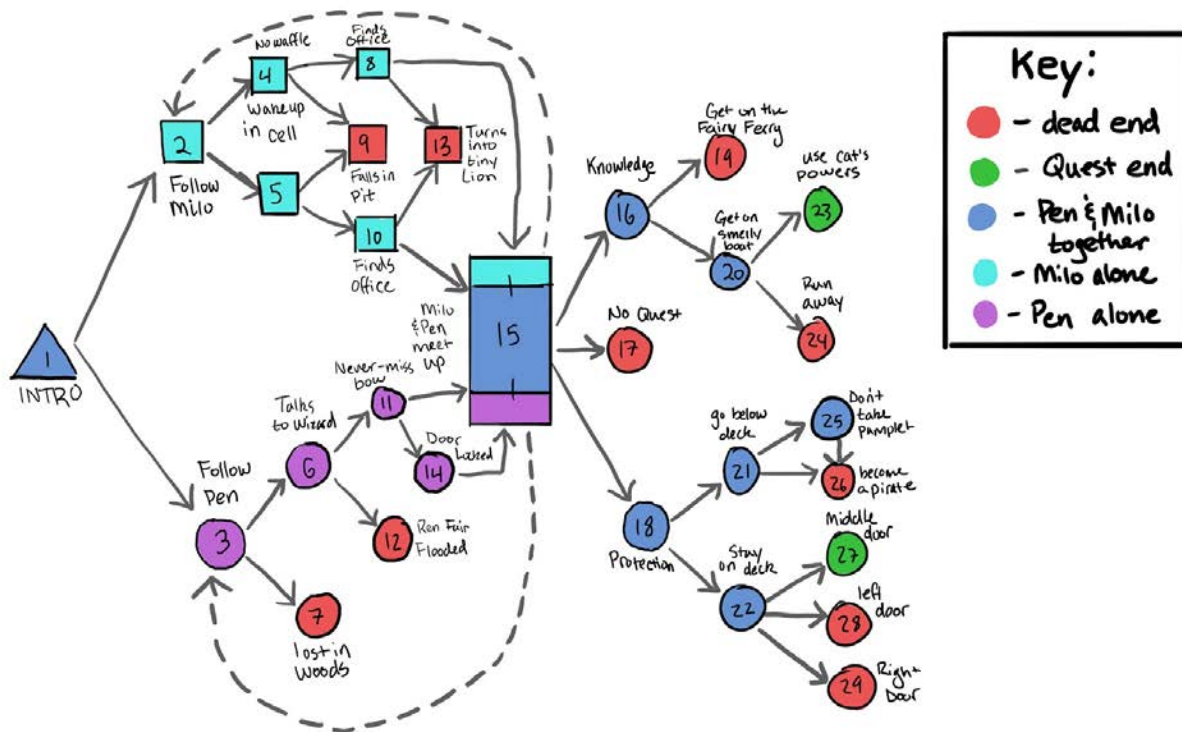 No waffle
4
Wake up
in cell
Finds
Office
8
2
Follow
Milo
9
Falls in
Pit
13
Turns
into
tiny
Lion
5
10
Finds
Office
1
INTRO
Milo
& Pen
meet
up
1
15
1
Never-miss
bow
11
Talks
to Wizard
6
Door
Locked
14
Follow
Pen
3
12
Ren Fair
Flooded
7
lost in
Woods
Knowledge
16
Get on the
Fairy Ferry
19
Get on
smelly
boat
20
use cat's
powers
23
Run
away
24
No Quest
17
18
Protection
go below
deck
21
25
Don't
take
pamplet
26
become
a pirate
Stay
on deck
22
Middle
door
27
left
door
28
29
Right
Door
Key:
- dead end
- Quest end
- Pen & Milo
together
- Milo alone
- Pen alone